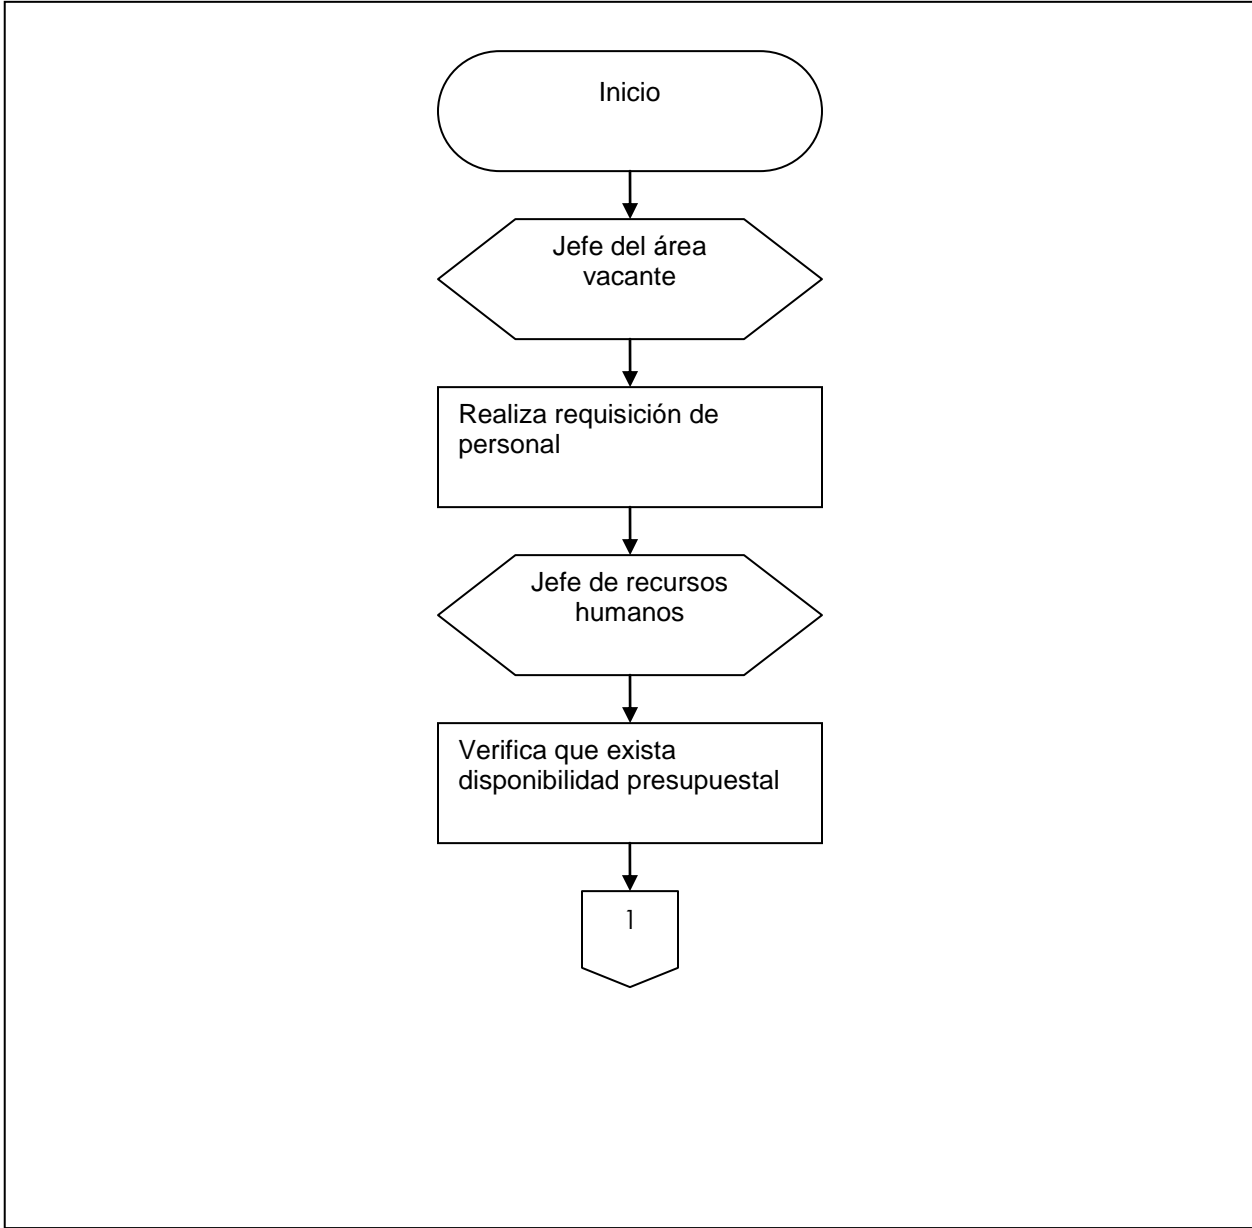 Inicio
Jefe del área
vacante
Realiza requisición de
personal
Jefe de recursos
humanos
Verifica que exista
disponibilidad presupuestal
1